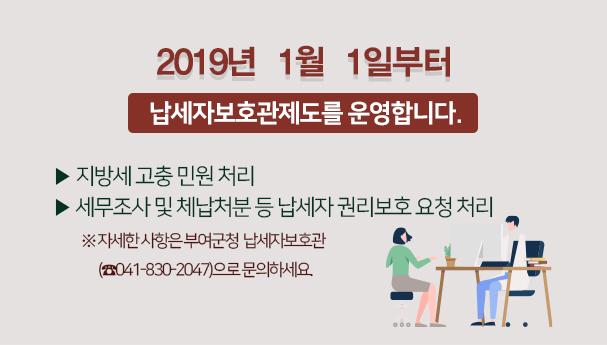 2019년 1월 1일부터
납세자보호관제도를 운영합니다.
▶ 지방세 고충 민원 처리
▶ 세무조사 및 체납처분 등 납세자 권리보호 요청 처리
※ 자세한 사항은 부여군청 납세자보호관
(☎041-830-2047)으로 문의하세요.